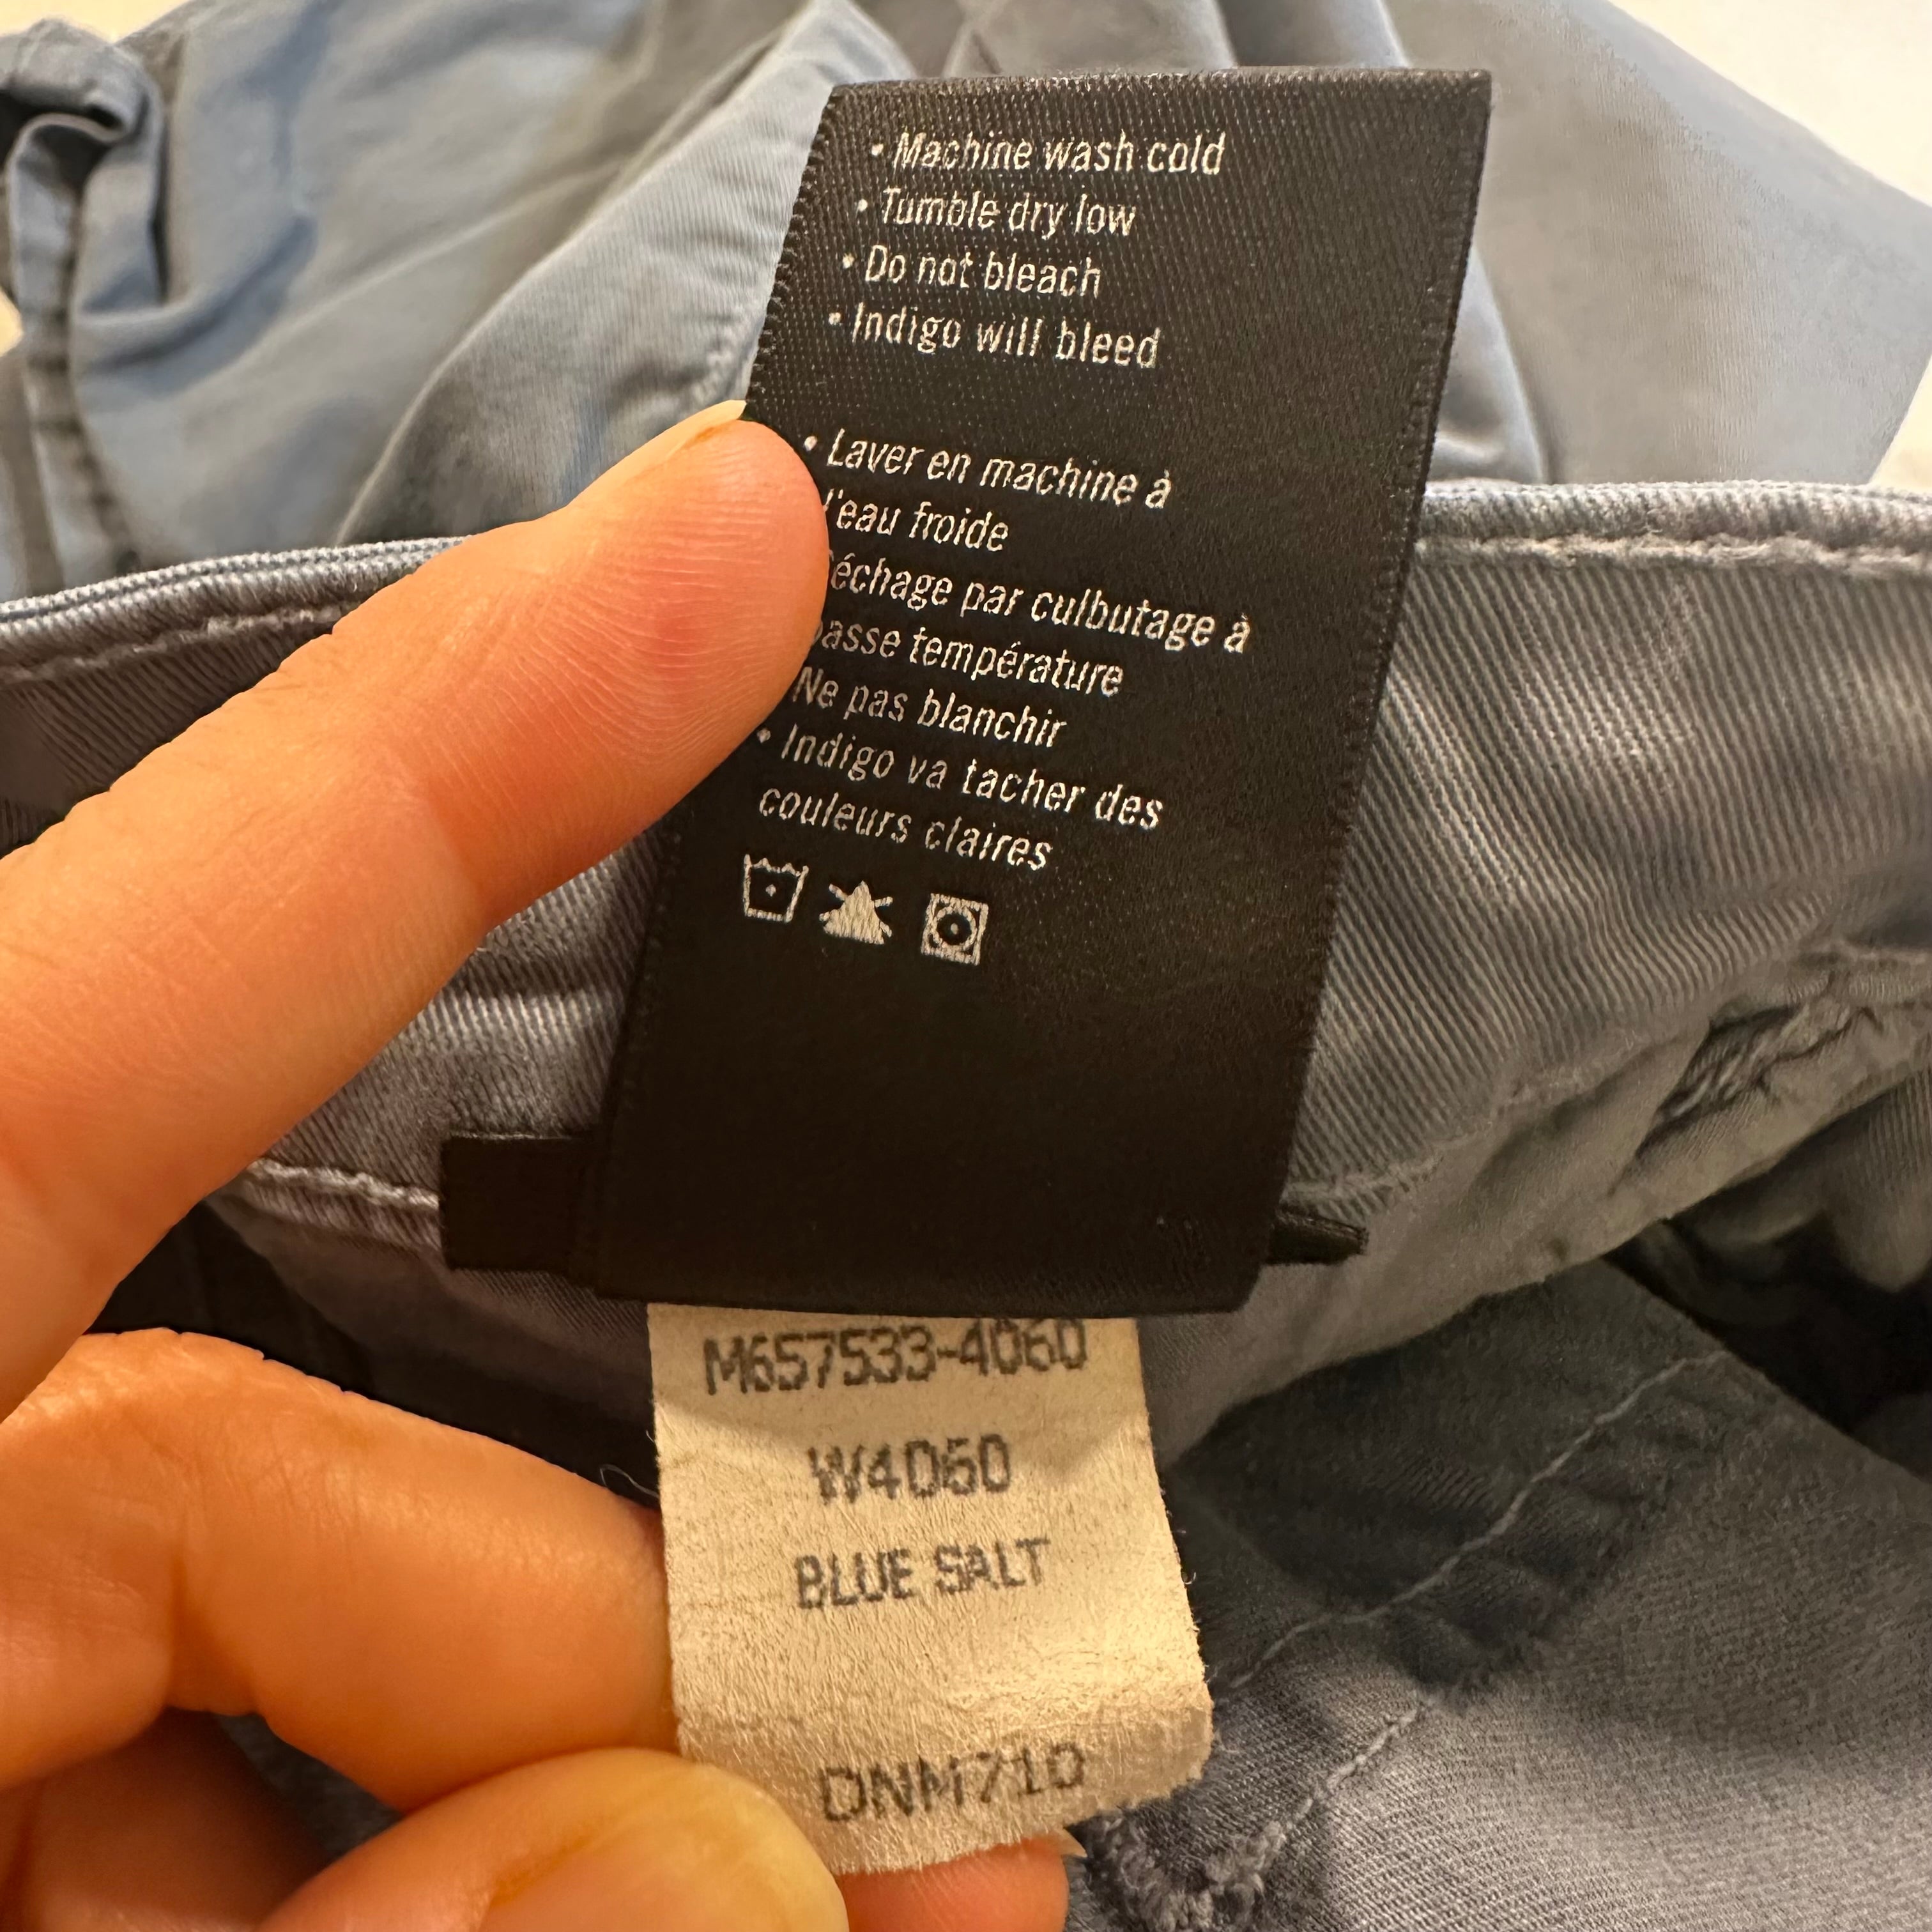 • Machine wash cold
• Tumble dry low
• Do not bleach
• Indigo will bleed
• Laver en machine à
l'eau froide
échage par culbutage à
asse température
Ne pas blanchir
• Indigo va tacher des
couleurs claires
M657533-4060
W4060
BLUE SALT
DNM710